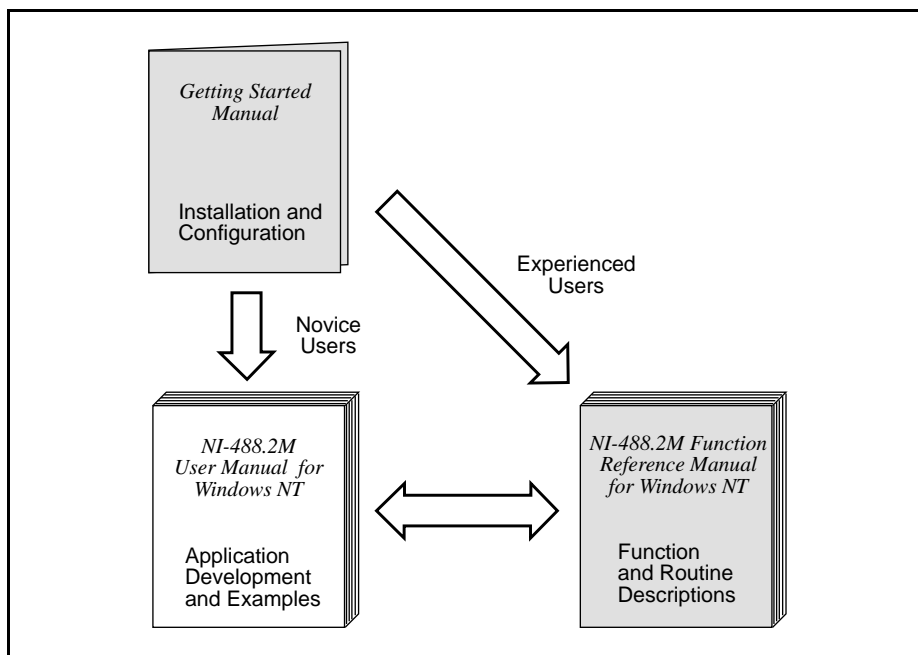 Getting Started
Manual
Installation and
Configuration
Experienced
Users
Novice
Users
NI-488.2M
User Manual for
Windows NT
Application
Development
and Examples
NI-488.2M Function
Reference Manual
for Windows NT
Function
and Routine
Descriptions